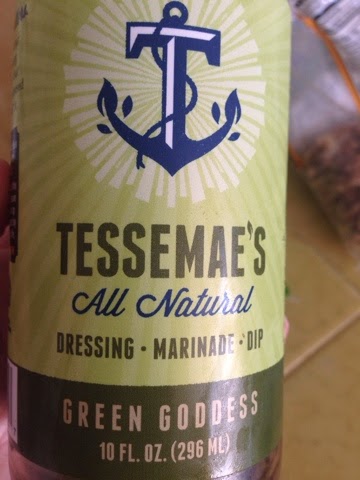 T
TESSEMAE'S
All Natural
DRESSING • MARINADE • DIP
GREEN GODDESS
10 FL. OZ. (296 ML)